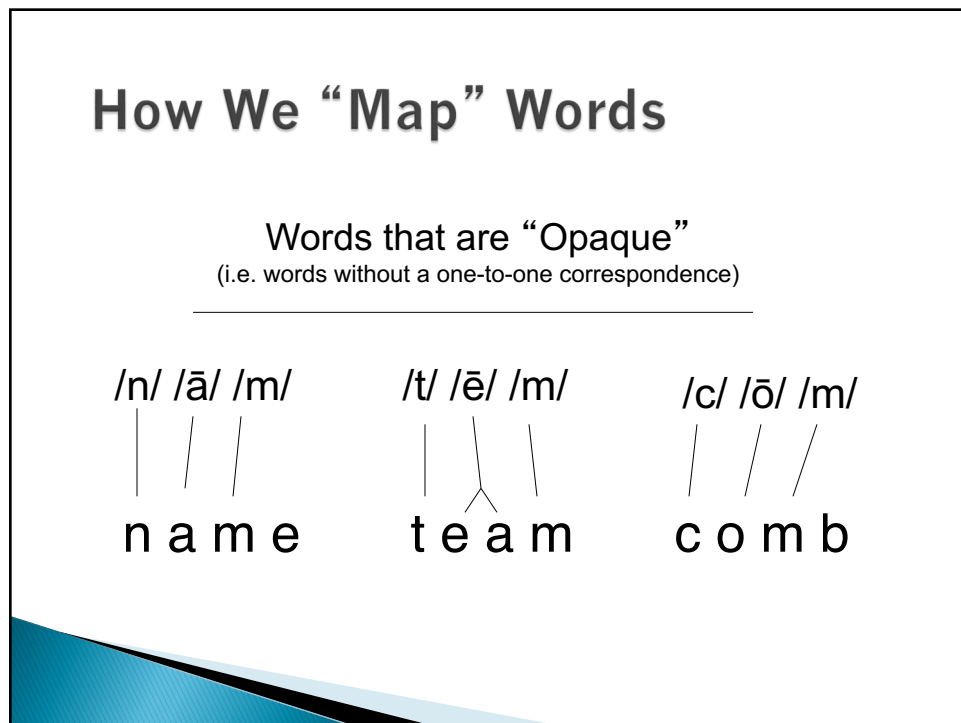 How We “Map” Words
Words that are “Opaque”
(i.e. words without a one-to-one correspondence)
/n/ /ā/ /m/ /t/ /ē/ /m/ /c/ /ō/ /m/
n a m e t e a m c o m b